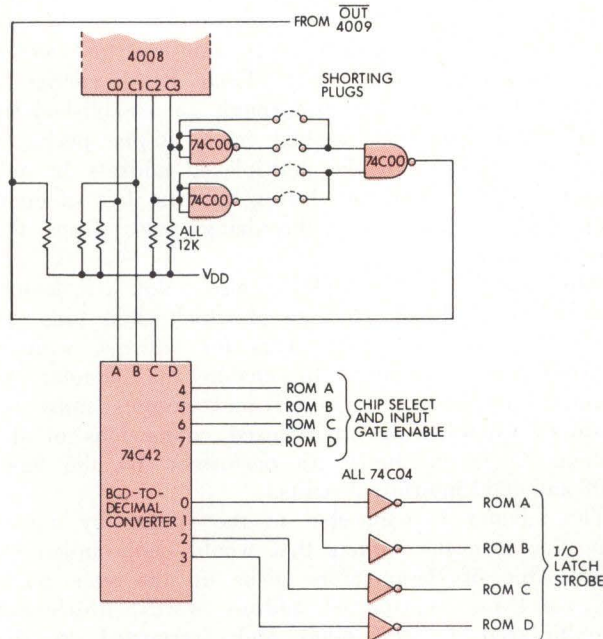 FROM OUT
4009
4008
C0 C1 C2 C3
SHORTING
PLUGS
74C00
74C00
74C00
ALL
12K
VDD
A B C D
4
5
6
7
74C42
BCD-TO-
DECIMAL
CONVERTER
0
1
2
3
ROM A
ROM B
ROM C
ROM D
CHIP SELECT
AND INPUT
GATE ENABLE
ALL 74C04
ROM A
ROM B
ROM C
ROM D
I/O
LATCH
STROBE